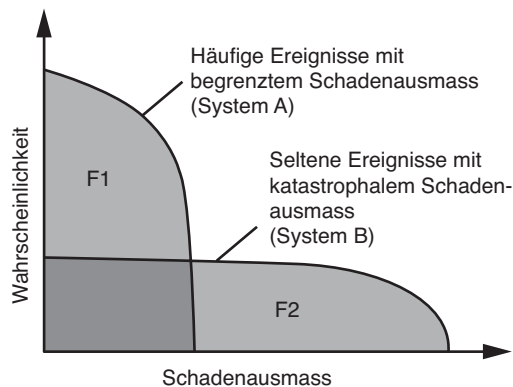 Häufige Ereignisse mit
begrenztem Schadenausmass
(System A)
Wahrscheinlichkeit
F1
Seltene Ereignisse mit
katastrophalem Schaden-
ausmass
(System B)
F2
Schadenausmass